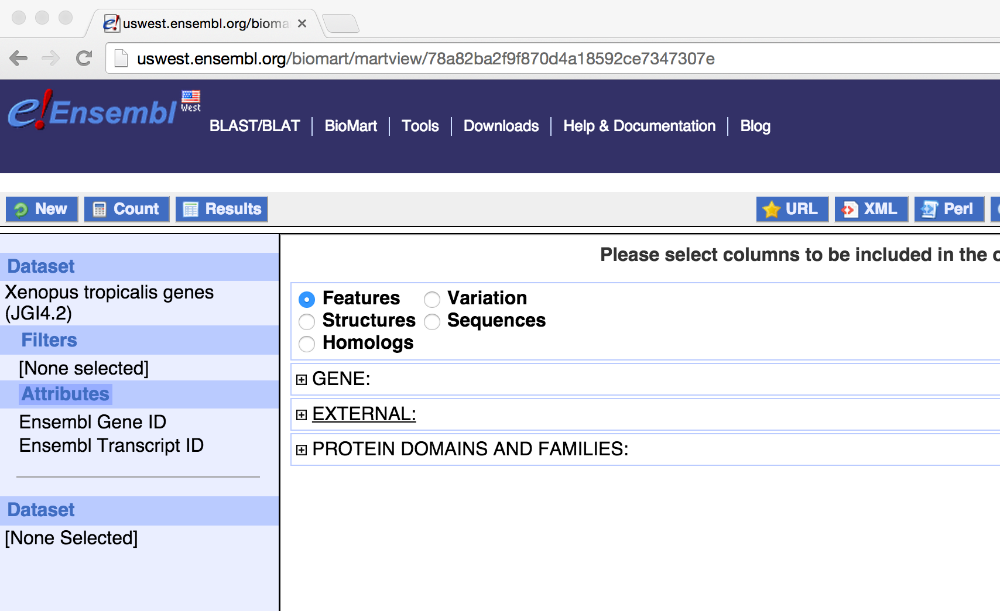 uswest.ensembl.org/bioma
uswest.ensembl.org/biomart/martview/78a82ba2f9f870d4a18592ce7347307e
e!Ensembl West
BLAST/BLAT | BioMart | Tools | Downloads | Help & Documentation | Blog
New Count Results URL XML Perl
Dataset
Xenopus tropicalis genes
(JGI4.2)
Filters
[None selected]
Attributes
Ensembl Gene ID
Ensembl Transcript ID
Dataset
[None Selected]
Please select columns to be included in the
Features Variation
Structures Sequences
Homologs
GENE:
EXTERNAL:
PROTEIN DOMAINS AND FAMILIES: